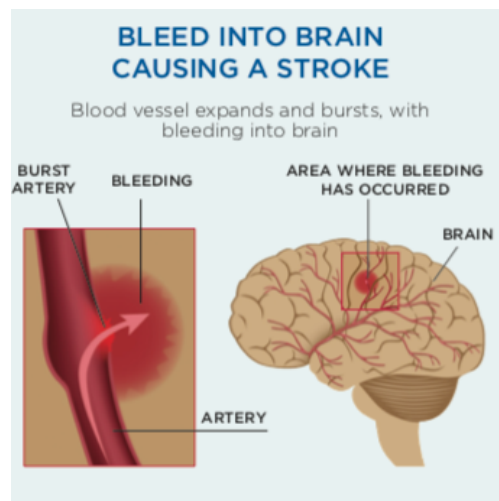 BLEED INTO BRAIN
CAUSING A STROKE
Blood vessel expands and bursts, with
bleeding into brain
BURST
ARTERY
BLEEDING
AREA WHERE BLEEDING
HAS OCCURRED
BRAIN
ARTERY